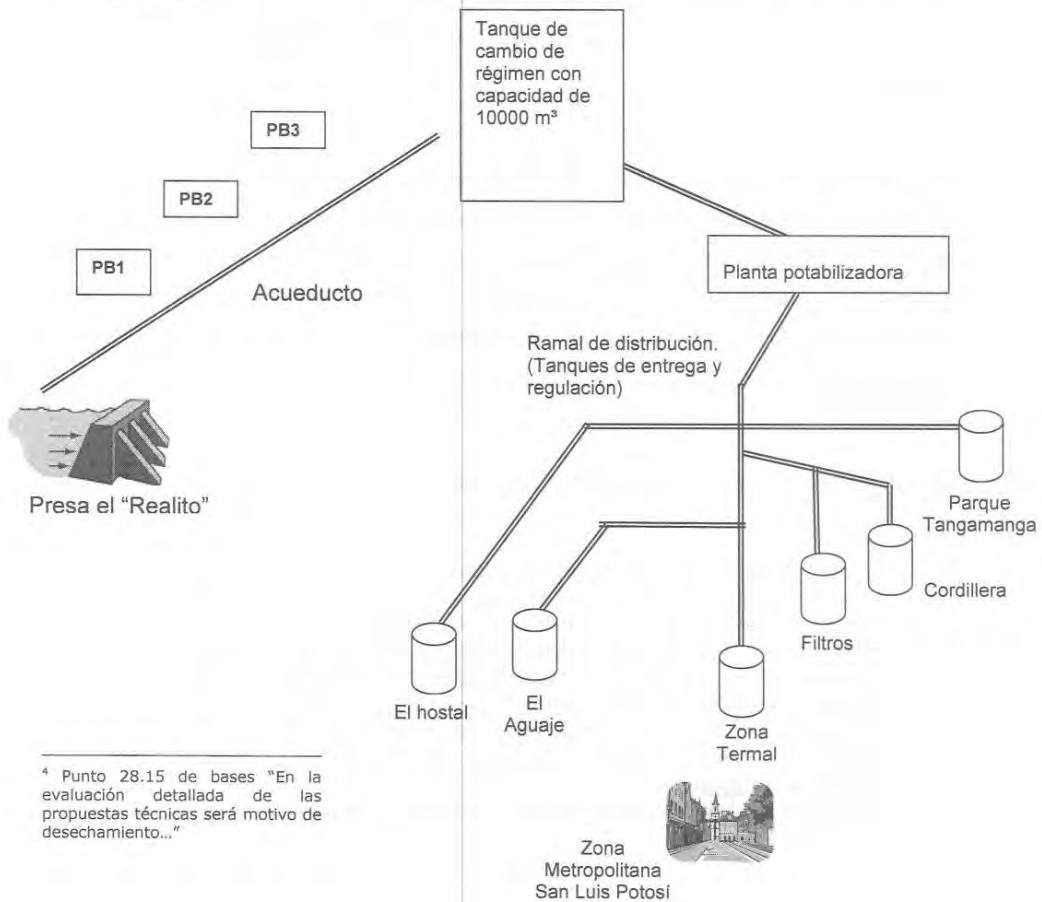 Tanque de
cambio de
régimen con
capacidad de
10000 m³
PB3
PB2
PB1
Acueducto
Planta potabilizadora
Ramal de distribución.
(Tanques de entrega y
regulación)
Presa el “Realito”
Parque
Tangamanga
Cordillera
Filtros
El hostal
El
Aguaje
Zona
Termal
⁴ Punto 28.15 de bases “En la
evaluación detallada de las
propuestas técnicas será motivo de
desechamiento...”
Zona
Metropolitana
San Luis Potosí